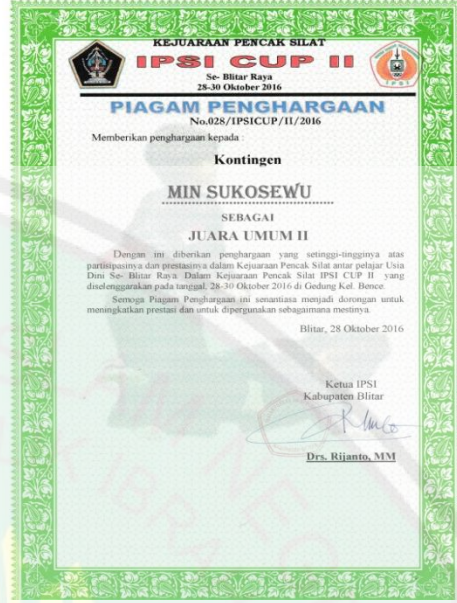 KEJUARAAN PENCAK SILAT
IPSI CUP II
Se- Blitar Raya
28-30 Oktober 2016
IPSI
PIAGAM PENGHARGAAN
No.028/IPSICUP/II/2016
Memberikan penghargaan kepada :
Kontingen
MIN SUKOSEWU
SEBAGAI
JUARA UMUM II
Dengan ini diberikan penghargaan yang setinggi-tingginya atas
partisipasinya dan prestasinya dalam Kejuaraan Pencak Silat antar pelajar Usia
Dini Se- Blitar Raya Dalam Kejuaraan Pencak Silat IPSI CUP II yang
diselenggarakan pada tanggal, 28-30 Oktober 2016 di Gedung Kel. Bence.
Semoga Piagam Penghargaan ini senantiasa menjadi dorongan untuk
meningkatkan prestasi dan untuk dipergunakan sebagaimana mestinya.
Blitar, 28 Oktober 2016
Ketua IPSI
Kabupaten Blitar
Drs. Rijanto, MM